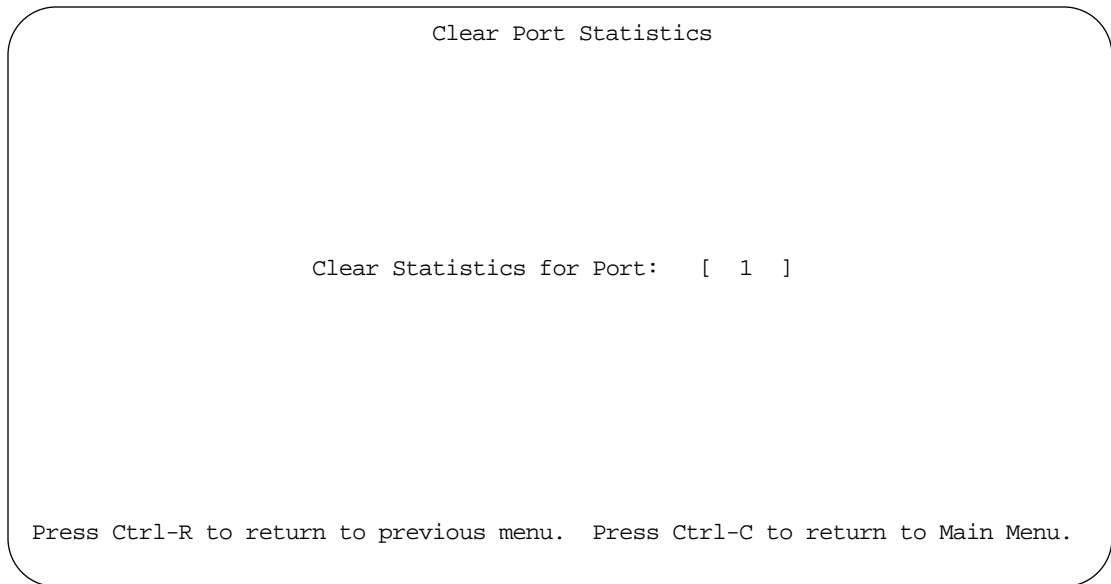 Clear Port Statistics
Clear Statistics for Port: [ 1 ]
Press Ctrl-R to return to previous menu. Press Ctrl-C to return to Main Menu.